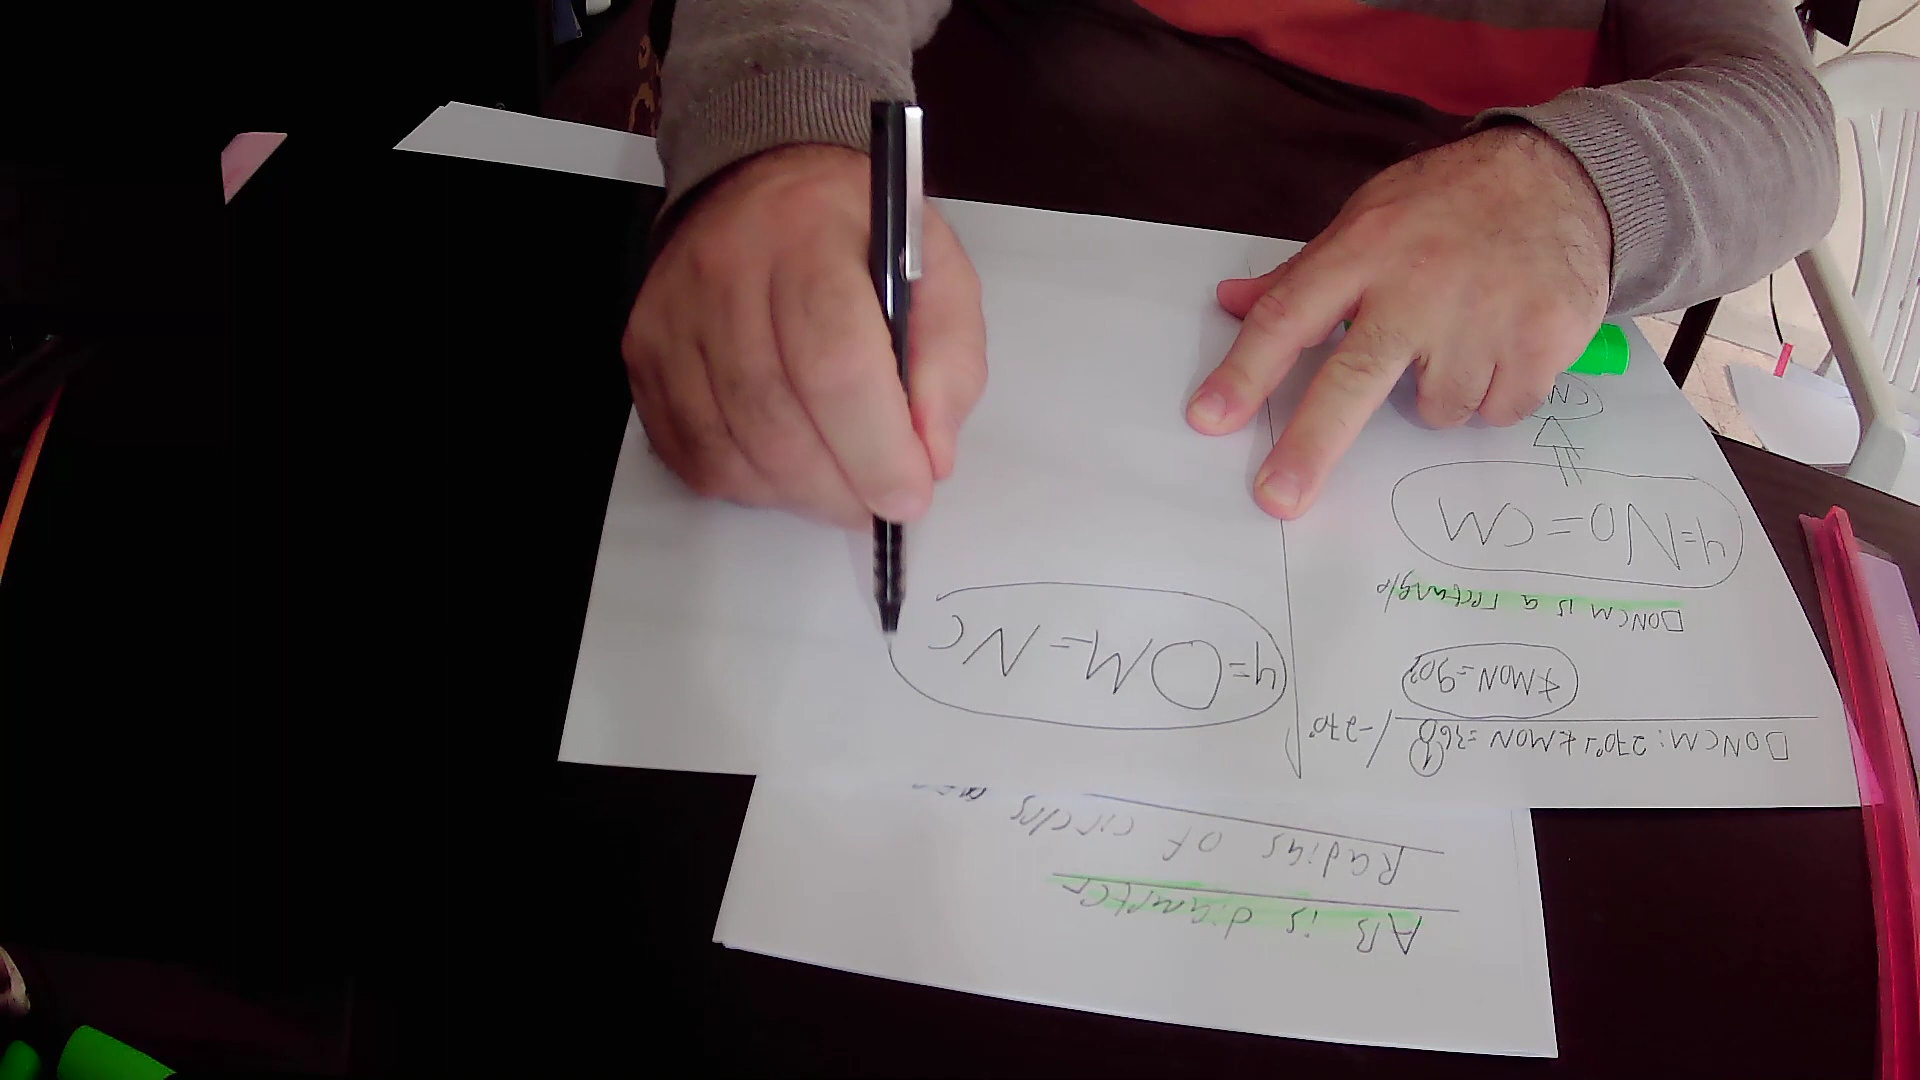 □ONCM: 270°+∡MON=360° /-270°
∡MON=90°
□ONCM is a rectangle
4=NO=CM
CM
4=OM=NC
AB is diameter
Radius of circles are